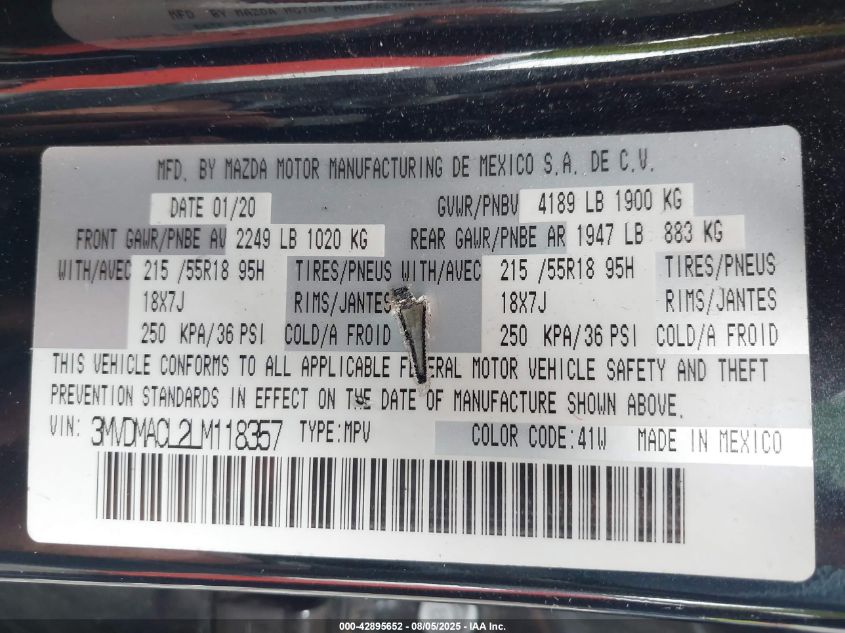 MFD. BY MAZDA MOTOR MANUFACTURING DE MEXICO S.A. DE C.V.
DATE 01/20 GVWR/PNBV 4189 LB 1900 KG
FRONT GAWR/PNBE AV 2249 LB 1020 KG REAR GAWR/PNBE AR 1947 LB 883 KG
WITH/AVEC 215 /55R18 95H TIRES/PNEUS WITH/AVEC 215 /55R18 95H TIRES/PNEUS
18X7J RIMS/JANTES 18X7J RIMS/JANTES
250 KPA/36 PSI COLD/A FROID 250 KPA/36 PSI COLD/A FROID
THIS VEHICLE CONFORMS TO ALL APPLICABLE FEDERAL MOTOR VEHICLE SAFETY AND THEFT
PREVENTION STANDARDS IN EFFECT ON THE DATE OF MANUFACTURE SHOWN ABOVE.
VIN: 3MVDMACL2LM118357 TYPE:MPV COLOR CODE:41W MADE IN MEXICO
000-42895652 - 08/05/2025 - IAA Inc.